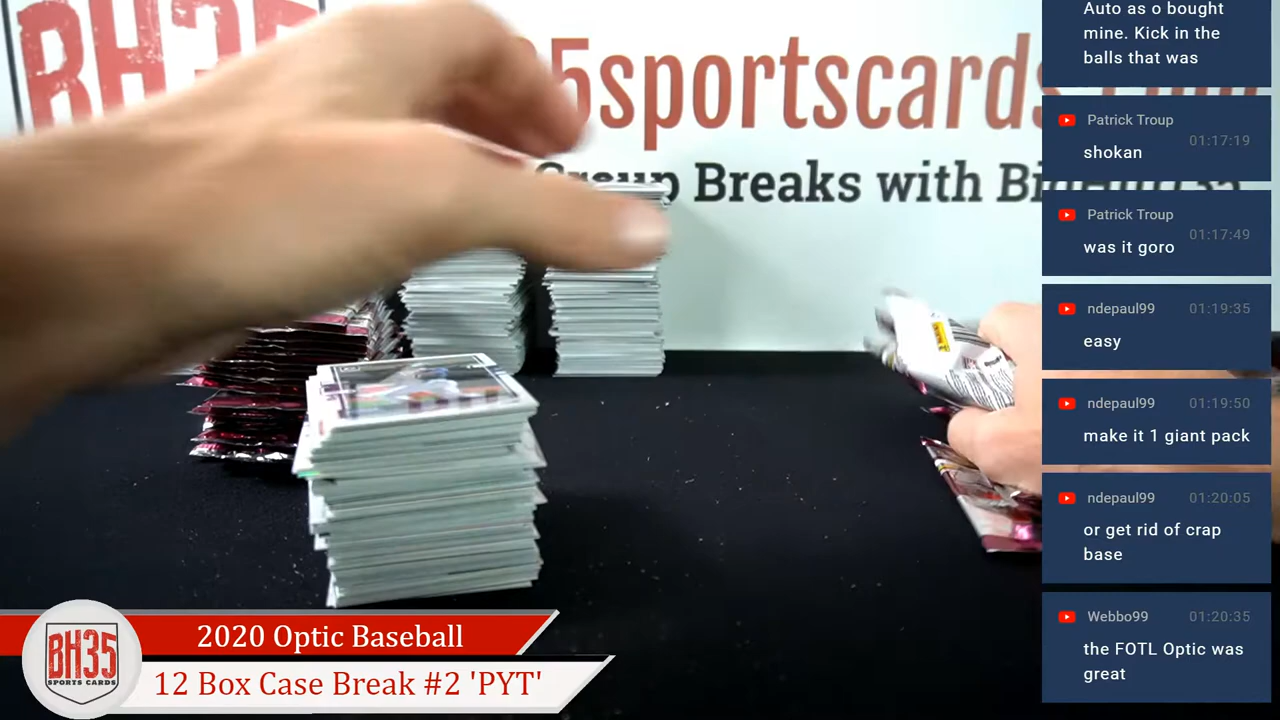 BH35
5sportscards
Group Breaks with
Auto as o bought
mine. Kick in the
balls that was
Patrick Troup
01:17:19
shokan
Patrick Troup
01:17:49
was it goro
ndepaul99
01:19:35
easy
ndepaul99
01:19:50
make it 1 giant pack
ndepaul99
01:20:05
or get rid of crap
base
Webbo99
01:20:35
the FOTL Optic was
great
2020 Optic Baseball
12 Box Case Break #2 'PYT'
BH35
SPORTS CARDS